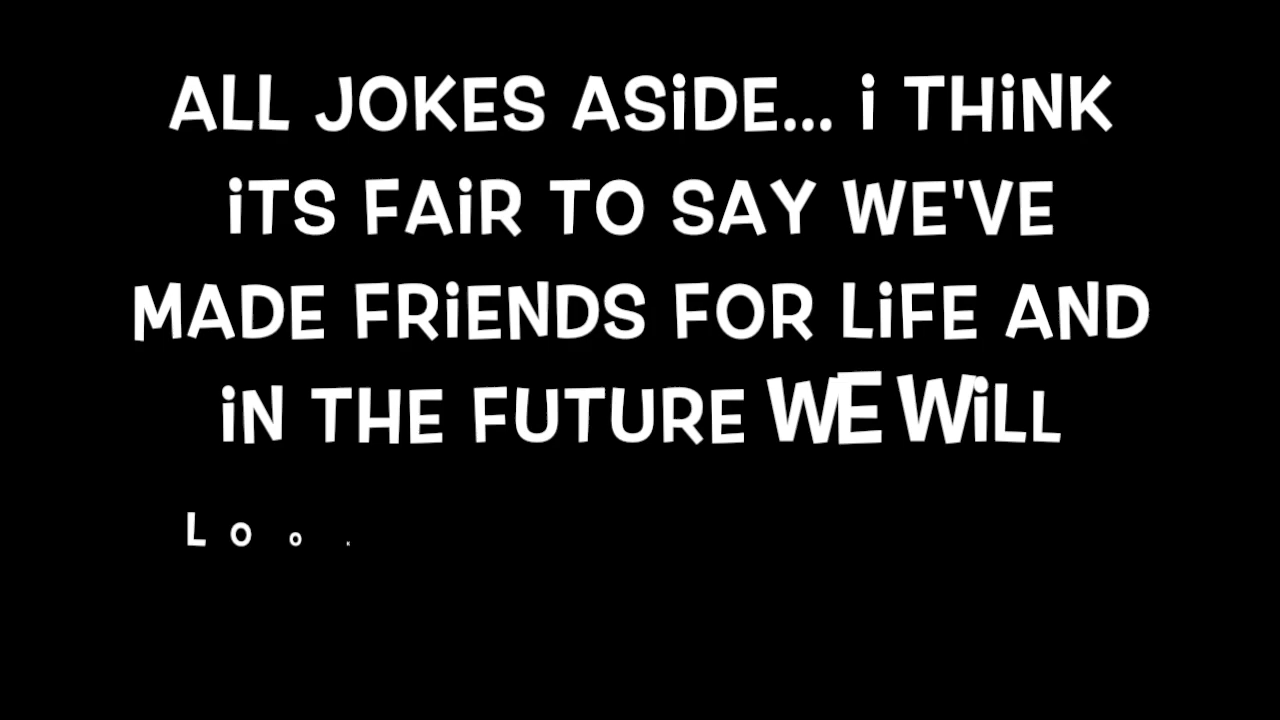 ALL JOKES ASiDE... i THiNK
iTS FAiR TO SAY WE'VE
MADE FRiENDS FOR LiFE AND
iN THE FUTURE WE WiLL
LOOK